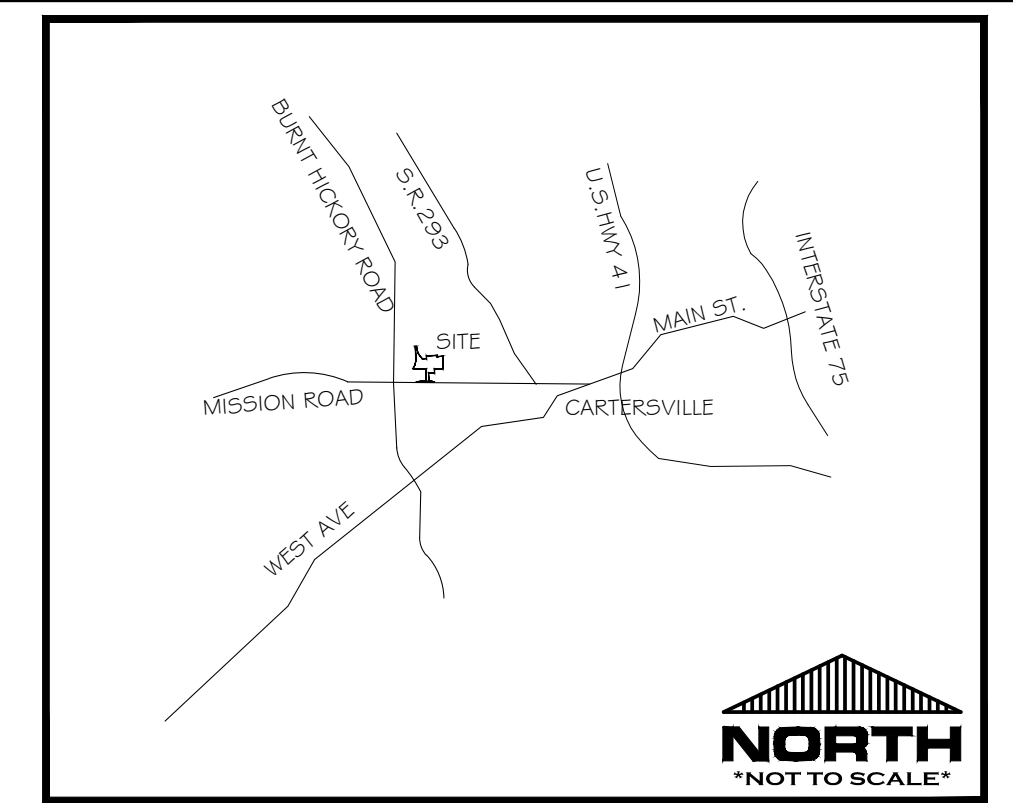 BURNT HICKORY ROAD
S.R.293
U.S.HWY 41
INTERSTATE 75
MAIN ST.
SITE
MISSION ROAD
CARTERSVILLE
WEST AVE
NORTH
*NOT TO SCALE*